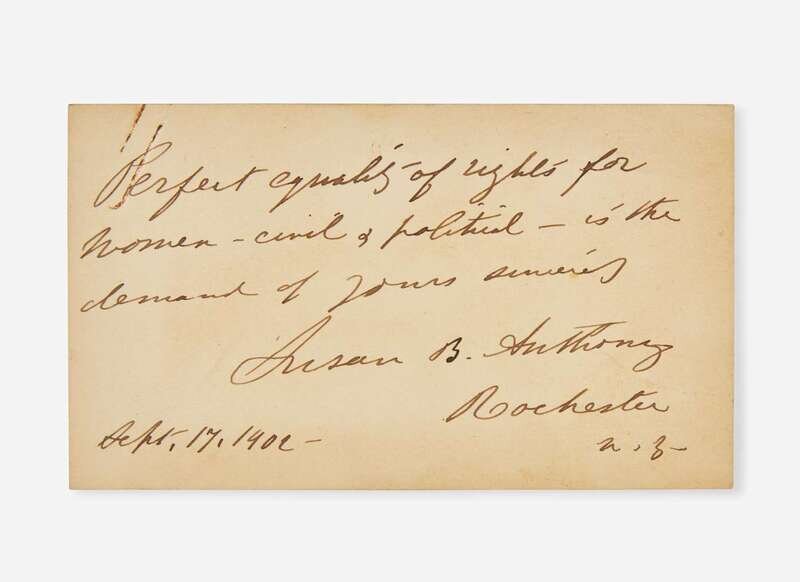 Perfect equality of rights for
women – civil & political – is the
demand of yours sincerely
Susan B. Anthony
Rochester
Sept. 17, 1902 – N. Y –